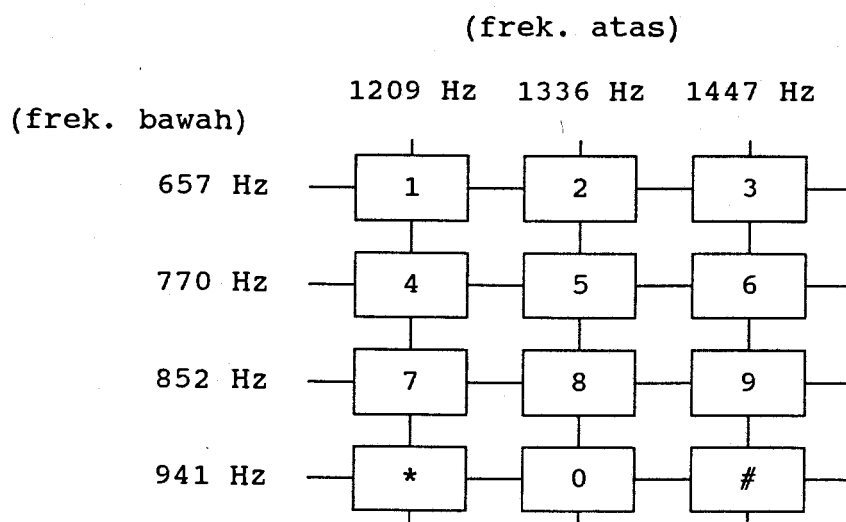 (frek. atas)
1209 Hz 1336 Hz 1447 Hz
(frek. bawah)
657 Hz 1 2 3
770 Hz 4 5 6
852 Hz 7 8 9
941 Hz * 0 #